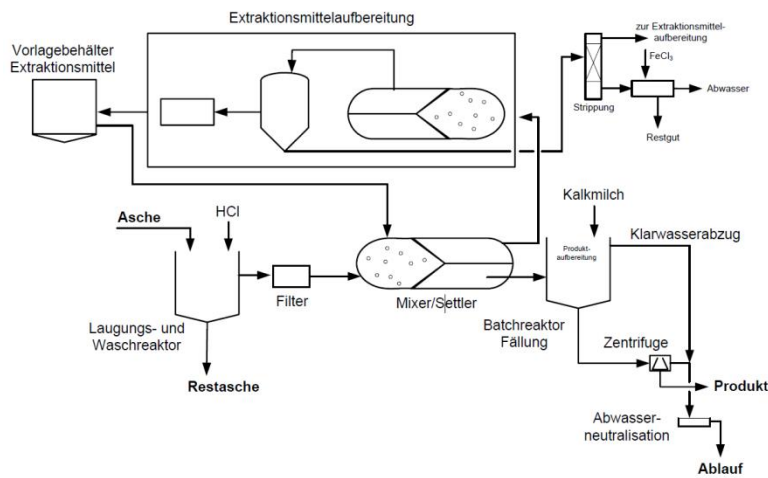 Extraktionsmittelaufbereitung
Vorlagebehälter
Extraktionsmittel
zur Extraktionsmittel-
aufbereitung
FeCl₃
Abwasser
Strippung
Restgut
Kalkmilch
Asche
HCl
Klarwasserabzug
Produkt-
aufbereitung
Filter
Mixer/Settler
Laugungs- und
Waschreaktor
Batchreaktor
Fällung
Zentrifuge
Restasche
Produkt
Abwasser-
neutralisation
Ablauf